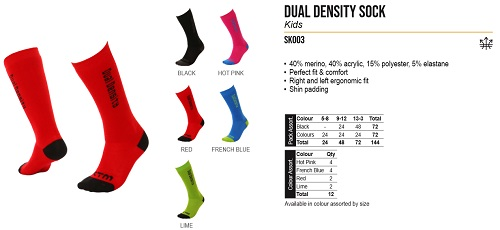 DUAL DENSITY SOCK
Kids
SK003
• 40% merino, 40% acrylic, 15% polyester, 5% elastane
• Perfect fit & comfort
• Right and left ergonomic fit
• Shin padding
BLACK
HOT PINK
RED
FRENCH BLUE
LIME
Pack Assort.
Colour 5-8 9-12 13-3 Total
Black - 24 48 72
Colours 24 24 24 72
Total 24 48 72 144
Colour Assort.
Colour Qty
Hot Pink 4
French Blue 4
Red 2
Lime 2
Total 12
Available in colour assorted by size